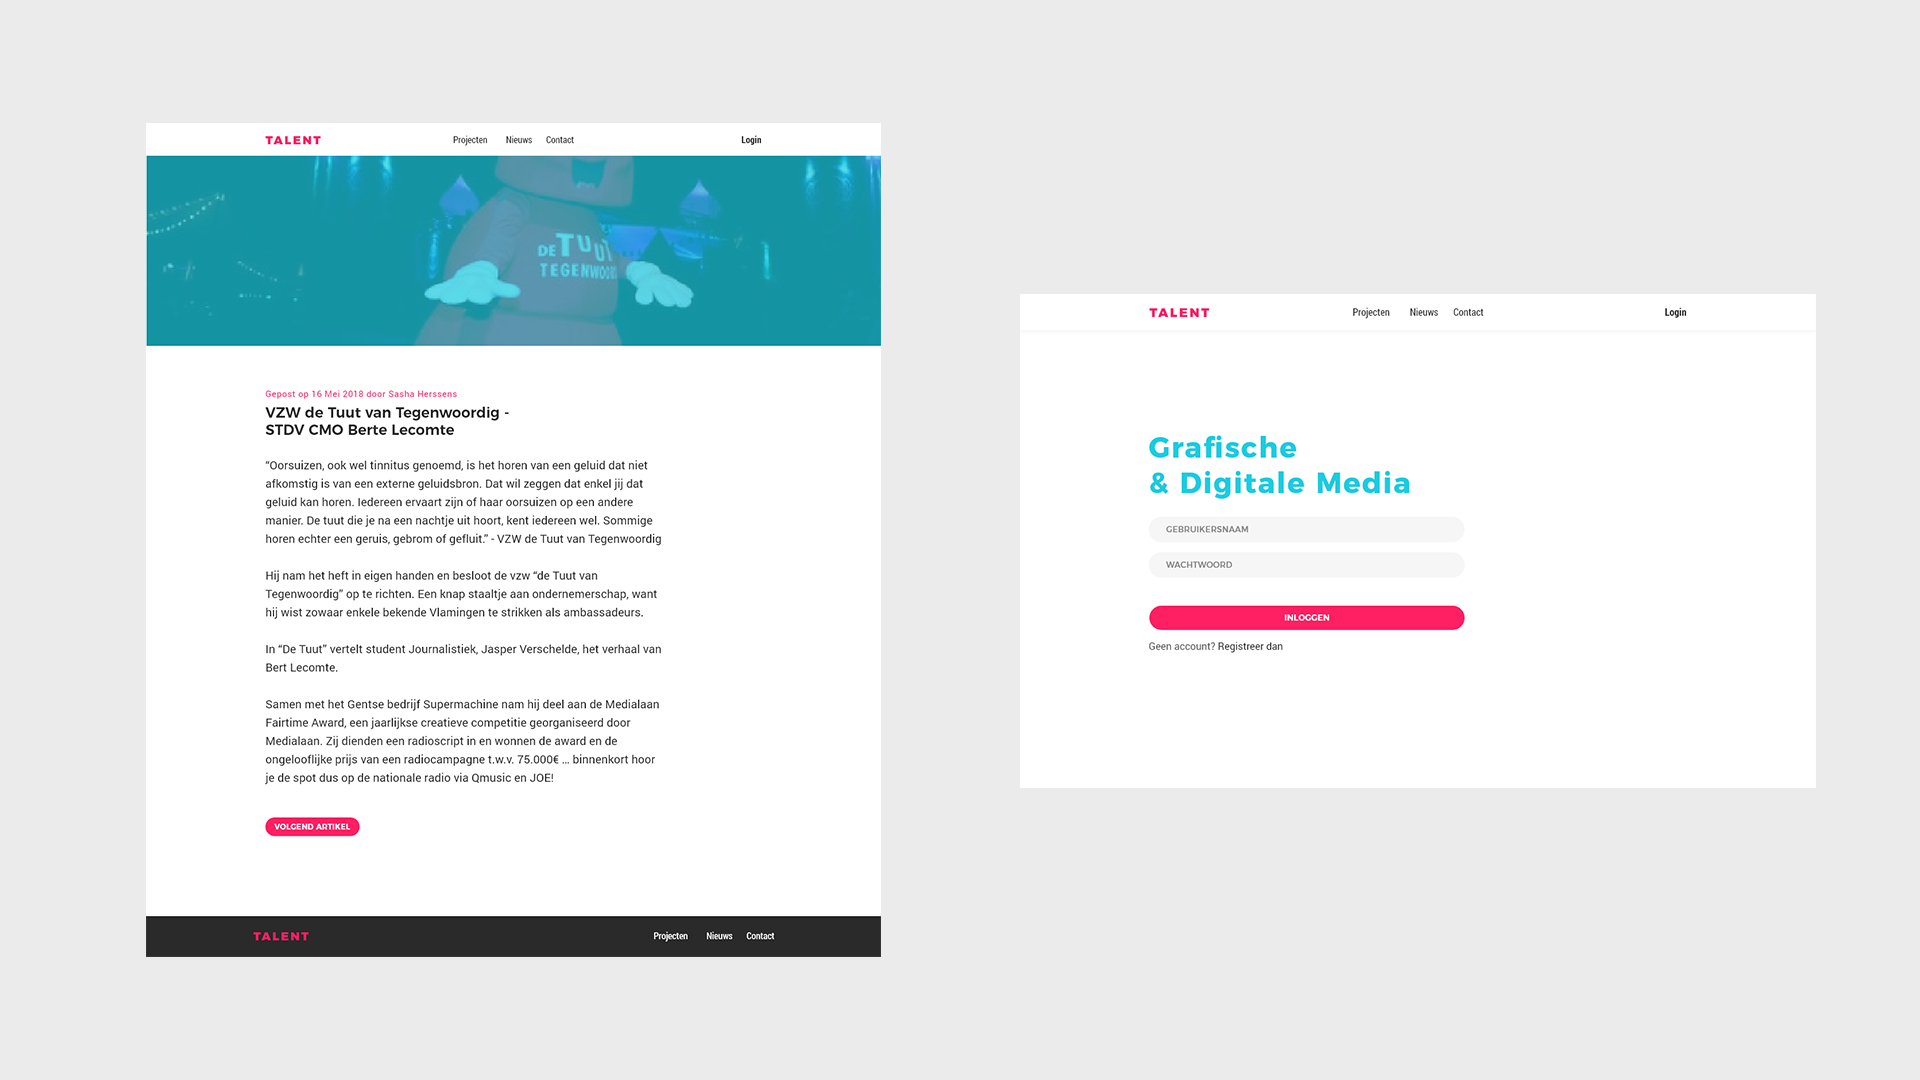 TALENT
Projecten Nieuws Contact
Login
DE TUUT
TEGENWOORDIG
Gepost op 16 Mei 2018 door Sasha Herssens
VZW de Tuut van Tegenwoordig -
STDV CMO Berte Lecomte
“Oorsuizen, ook wel tinnitus genoemd, is het horen van een geluid dat niet
afkomstig is van een externe geluidsbron. Dat wil zeggen dat enkel jij dat
geluid kan horen. Iedereen ervaart zijn of haar oorsuizen op een andere
manier. De tuut die je na een nachtje uit hoort, kent iedereen wel. Sommige
horen echter een geruis, gebrom of gefluit.” - VZW de Tuut van Tegenwoordig
Hij nam het heft in eigen handen en besloot de vzw “de Tuut van
Tegenwoordig” op te richten. Een knap staaltje aan ondernemerschap, want
hij wist zowaar enkele bekende Vlamingen te strikken als ambassadeurs.
In “De Tuut” vertelt student Journalistiek, Jasper Verschelde, het verhaal van
Bert Lecomte.
Samen met het Gentse bedrijf Supermachine nam hij deel aan de Medialaan
Fairtime Award, een jaarlijkse creatieve competitie georganiseerd door
Medialaan. Zij dienden een radioscript in en wonnen de award en de
ongelooflijke prijs van een radiocampagne t.w.v. 75.000€ ... binnenkort hoor
je de spot dus op de nationale radio via Qmusic en JOE!
VOLGEND ARTIKEL
TALENT
Projecten Nieuws Contact
TALENT
Projecten Nieuws Contact
Login
Grafische
& Digitale Media
GEBRUIKERSNAAM
WACHTWOORD
INLOGGEN
Geen account? Registreer dan